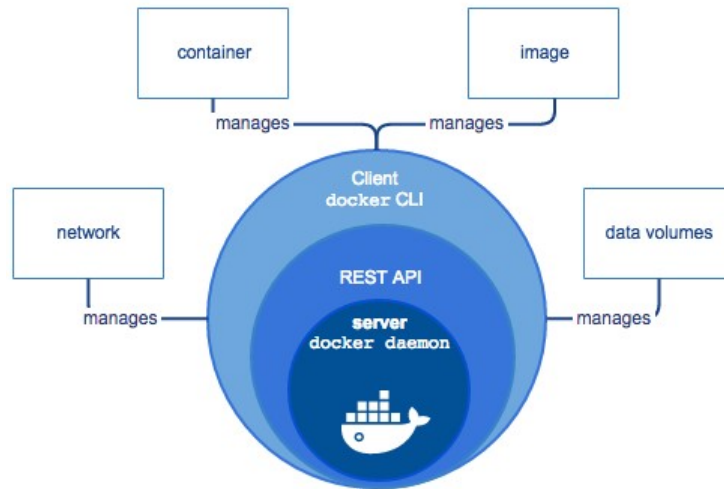 container
image
manages
manages
Client
docker CLI
network
data volumes
REST API
manages
server
manages
docker daemon